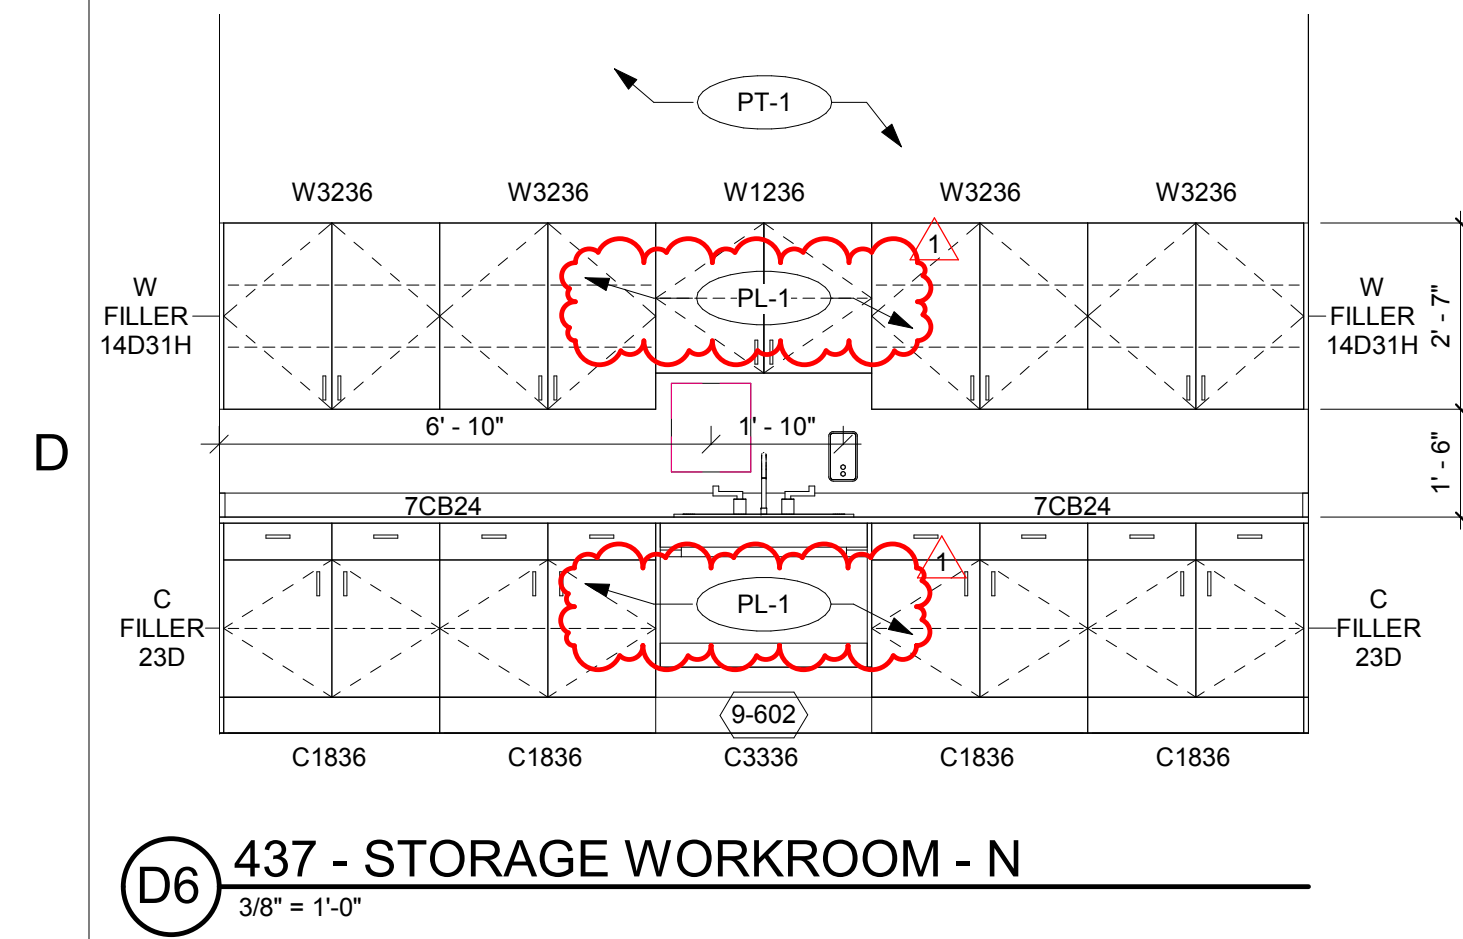 PT-1
W3236
W3236
W1236
W3236
W3236
1
W
FILLER
14D31H
PL-1
W
FILLER
14D31H
2' - 7"
D
6' - 10"
1' - 10"
1' - 6"
7CB24
7CB24
1
C
FILLER
23D
PL-1
C
FILLER
23D
9-602
C1836
C1836
C3336
C1836
C1836
D6
437 - STORAGE WORKROOM - N
3/8" = 1'-0"